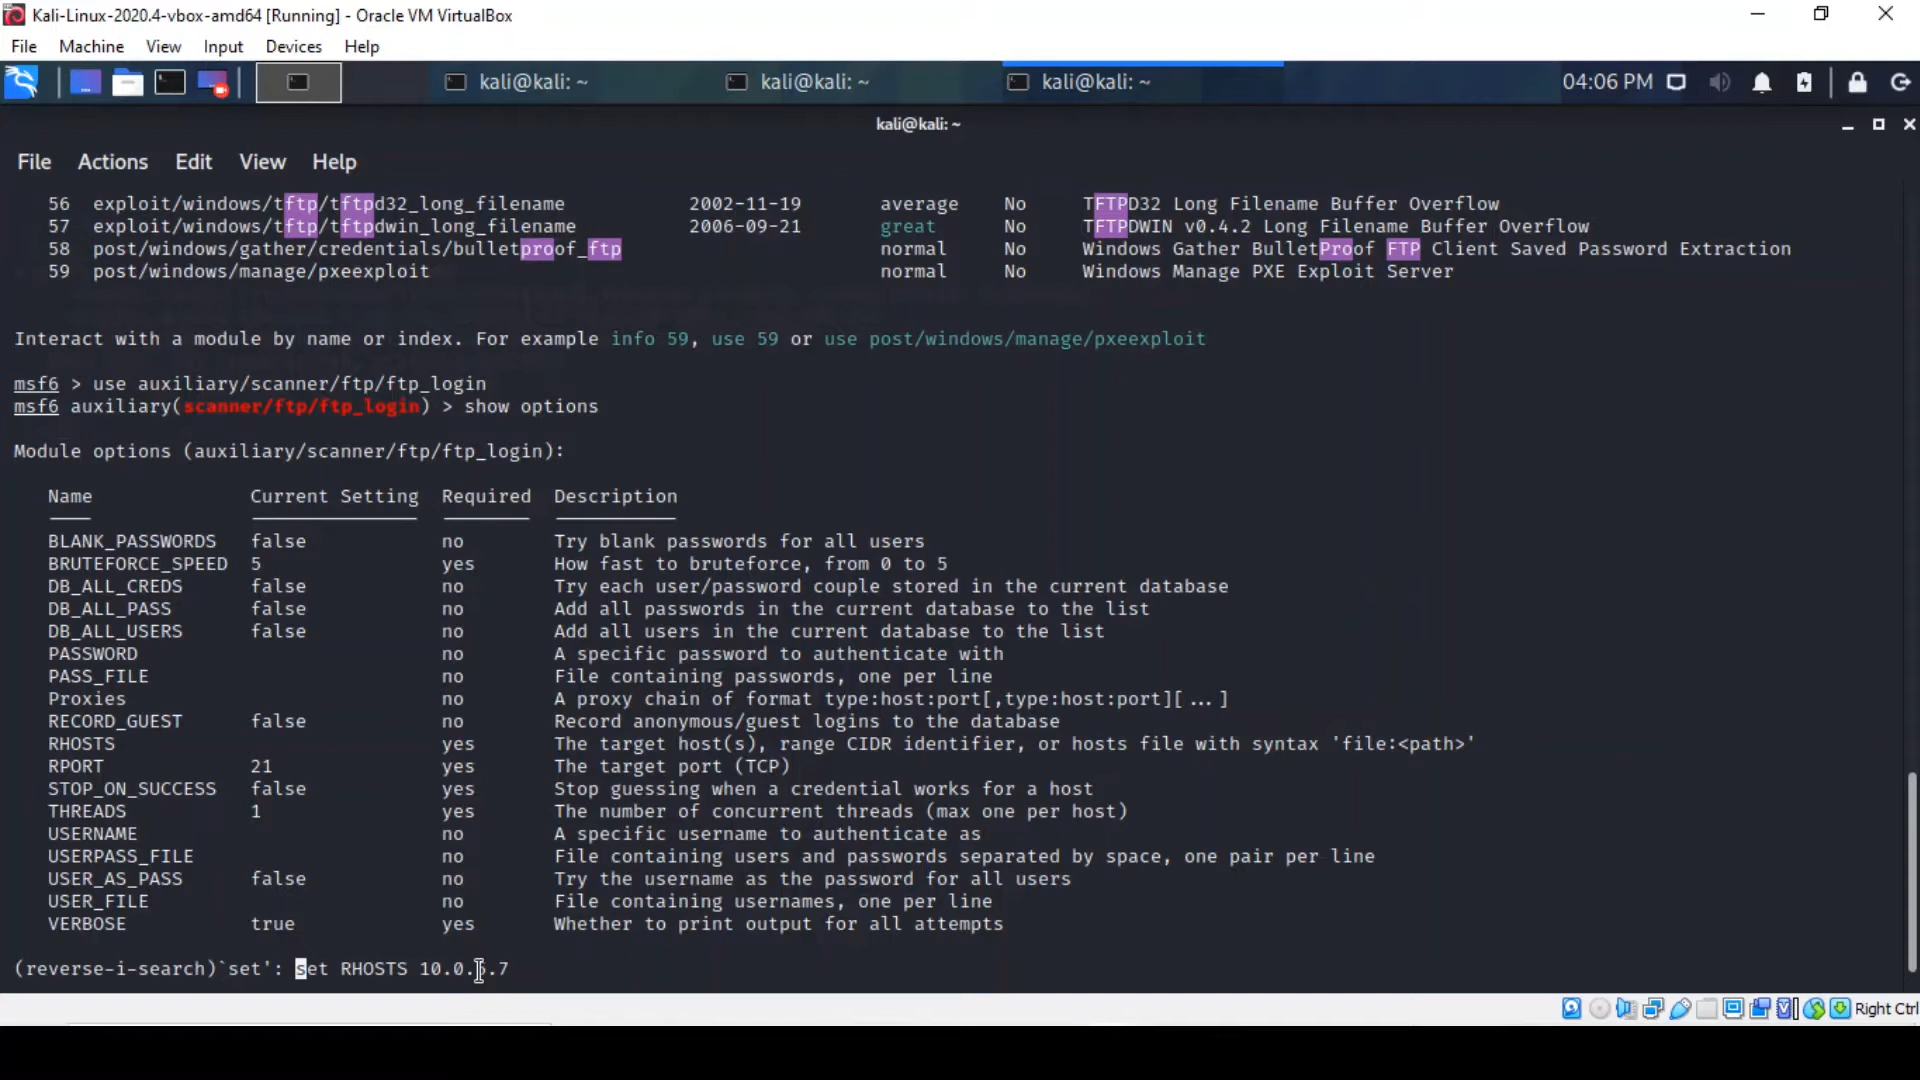 Kali-Linux-2020.4-vbox-amd64 [Running] - Oracle VM VirtualBox
File Machine View Input Devices Help
kali@kali: ~ kali@kali: ~ kali@kali: ~ 04:06 PM
kali@kali: ~
File Actions Edit View Help
56 exploit/windows/tftp/tftpd32_long_filename 2002-11-19 average No TFTPD32 Long Filename Buffer Overflow
57 exploit/windows/tftp/tftpdwin_long_filename 2006-09-21 great No TFTPDWIN v0.4.2 Long Filename Buffer Overflow
58 post/windows/gather/credentials/bulletproof_ftp normal No Windows Gather BulletProof FTP Client Saved Password Extraction
59 post/windows/manage/pxeexploit normal No Windows Manage PXE Exploit Server
Interact with a module by name or index. For example info 59, use 59 or use post/windows/manage/pxeexploit
msf6 > use auxiliary/scanner/ftp/ftp_login
msf6 auxiliary(scanner/ftp/ftp_login) > show options
Module options (auxiliary/scanner/ftp/ftp_login):
Name Current Setting Required Description
BLANK_PASSWORDS false no Try blank passwords for all users
BRUTEFORCE_SPEED 5 yes How fast to bruteforce, from 0 to 5
DB_ALL_CREDS false no Try each user/password couple stored in the current database
DB_ALL_PASS false no Add all passwords in the current database to the list
DB_ALL_USERS false no Add all users in the current database to the list
PASSWORD no A specific password to authenticate with
PASS_FILE no File containing passwords, one per line
Proxies no A proxy chain of format type:host:port[,type:host:port][...]
RECORD_GUEST false no Record anonymous/guest logins to the database
RHOSTS yes The target host(s), range CIDR identifier, or hosts file with syntax 'file:<path>'
RPORT 21 yes The target port (TCP)
STOP_ON_SUCCESS false yes Stop guessing when a credential works for a host
THREADS 1 yes The number of concurrent threads (max one per host)
USERNAME no A specific username to authenticate as
USERPASS_FILE no File containing users and passwords separated by space, one pair per line
USER_AS_PASS false no Try the username as the password for all users
USER_FILE no File containing usernames, one per line
VERBOSE true yes Whether to print output for all attempts
(reverse-i-search)`set': set RHOSTS
Right Ctrl